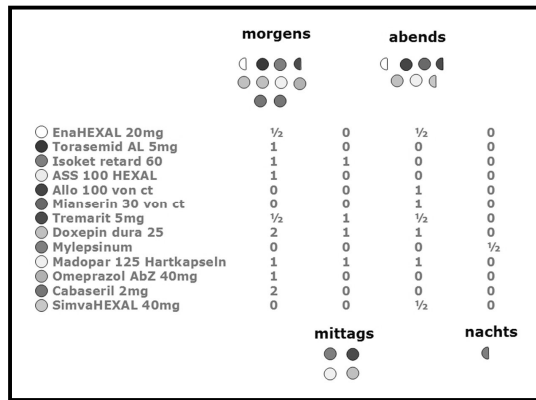 morgens abends
EnaHEXAL 20mg ½ 0 ½ 0
Torasemid AL 5mg 1 0 0 0
Isoket retard 60 1 1 0 0
ASS 100 HEXAL 1 0 0 0
Allo 100 von ct 0 0 1 0
Mianserin 30 von ct 0 0 1 0
Tremarit 5mg ½ 1 ½ 0
Doxepin dura 25 2 1 1 0
Mylepsinum 0 0 0 ½
Madopar 125 Hartkapseln 1 1 1 0
Omeprazol AbZ 40mg 1 0 0 0
Cabaseril 2mg 2 0 0 0
SimvaHEXAL 40mg 0 0 ½ 0
mittags nachts